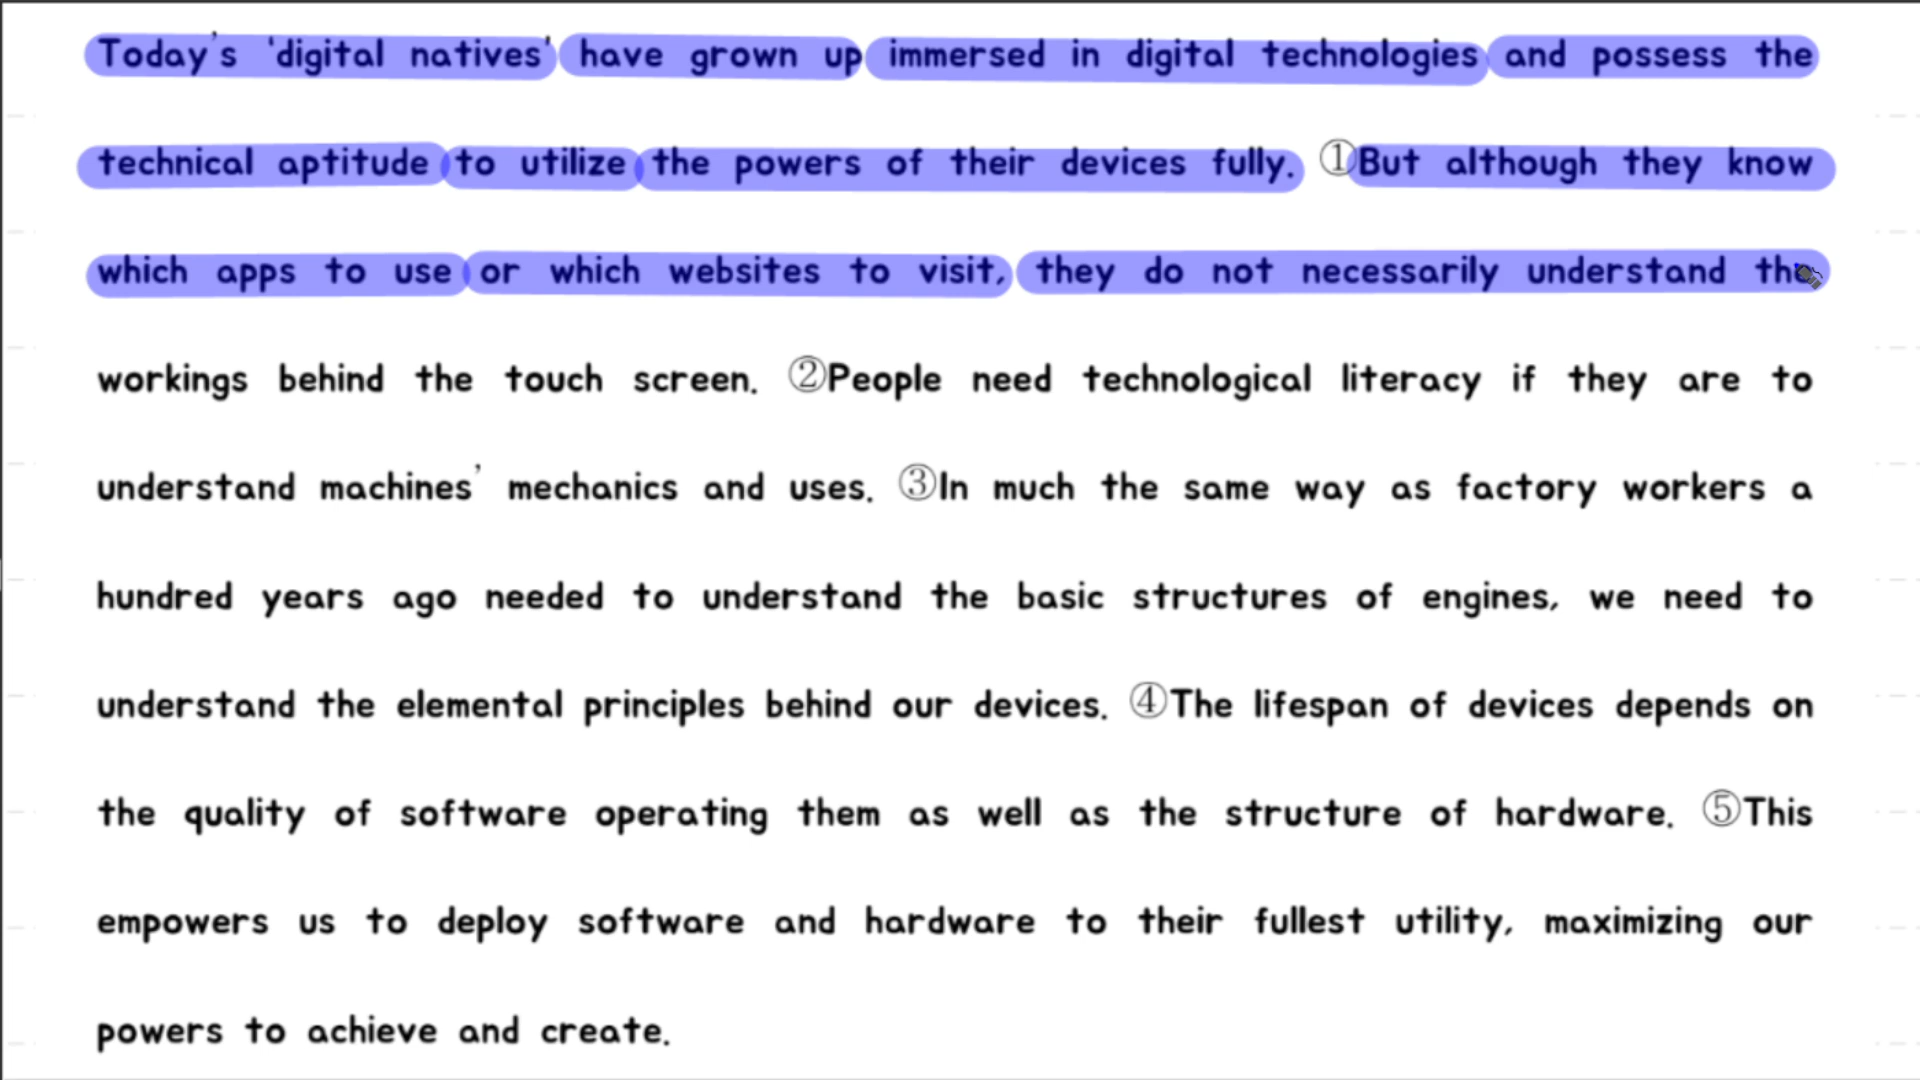 Today's 'digital natives' have grown up immersed in digital technologies and possess the
technical aptitude to utilize the powers of their devices fully. ①But although they know
which apps to use or which websites to visit, they do not necessarily understand the
workings behind the touch screen. ②People need technological literacy if they are to
understand machines' mechanics and uses. ③In much the same way as factory workers a
hundred years ago needed to understand the basic structures of engines, we need to
understand the elemental principles behind our devices. ④The lifespan of devices depends on
the quality of software operating them as well as the structure of hardware. ⑤This
empowers us to deploy software and hardware to their fullest utility, maximizing our
powers to achieve and create.